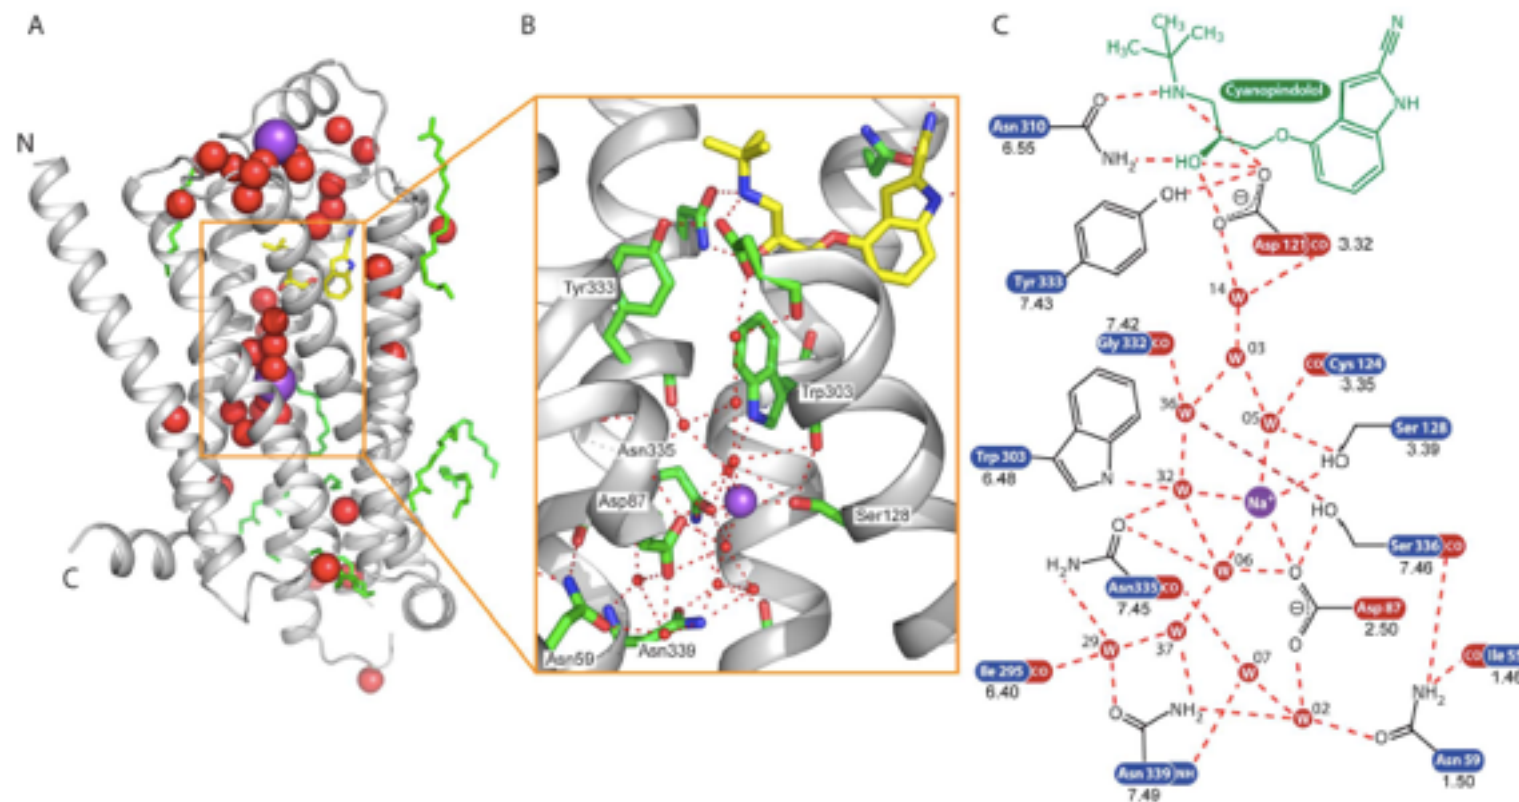 A
N
C
B
Tyr333
Trp303
Asn335
Asp87
Ser128
Asn59
Asn339
C
CH3
H3C
CH3
N
HN
Cyanopindolol
NH
O
Asn 310
6.55
NH2
HO
O
O
OH
⊖
O
Asp 121 CO 3.32
Tyr 333
7.43
14 W
7.42
Gly 332 CO
W 03
CO Cys 124
3.35
36 W
05 W
Ser 128
3.39
HO
Trp 303
6.48
N
32 W
Na+
HO
O
Ser 336 CO
7.46
H2N
W 06
O
Asn335 CO
7.45
⊖
Asp 87
2.50
O
29 W
W 37
W 07
Ile 295 CO
6.40
CO Ile 55
1.46
NH2
O
NH2
W 02
O
Asn 339 NH
7.49
Asn 59
1.50